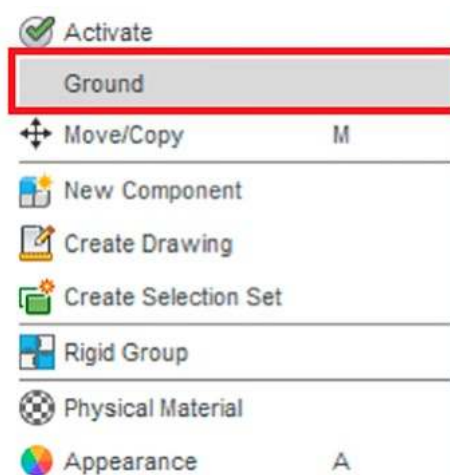 Activate
Ground
Move/Copy M
New Component
Create Drawing
Create Selection Set
Rigid Group
Physical Material
Appearance A